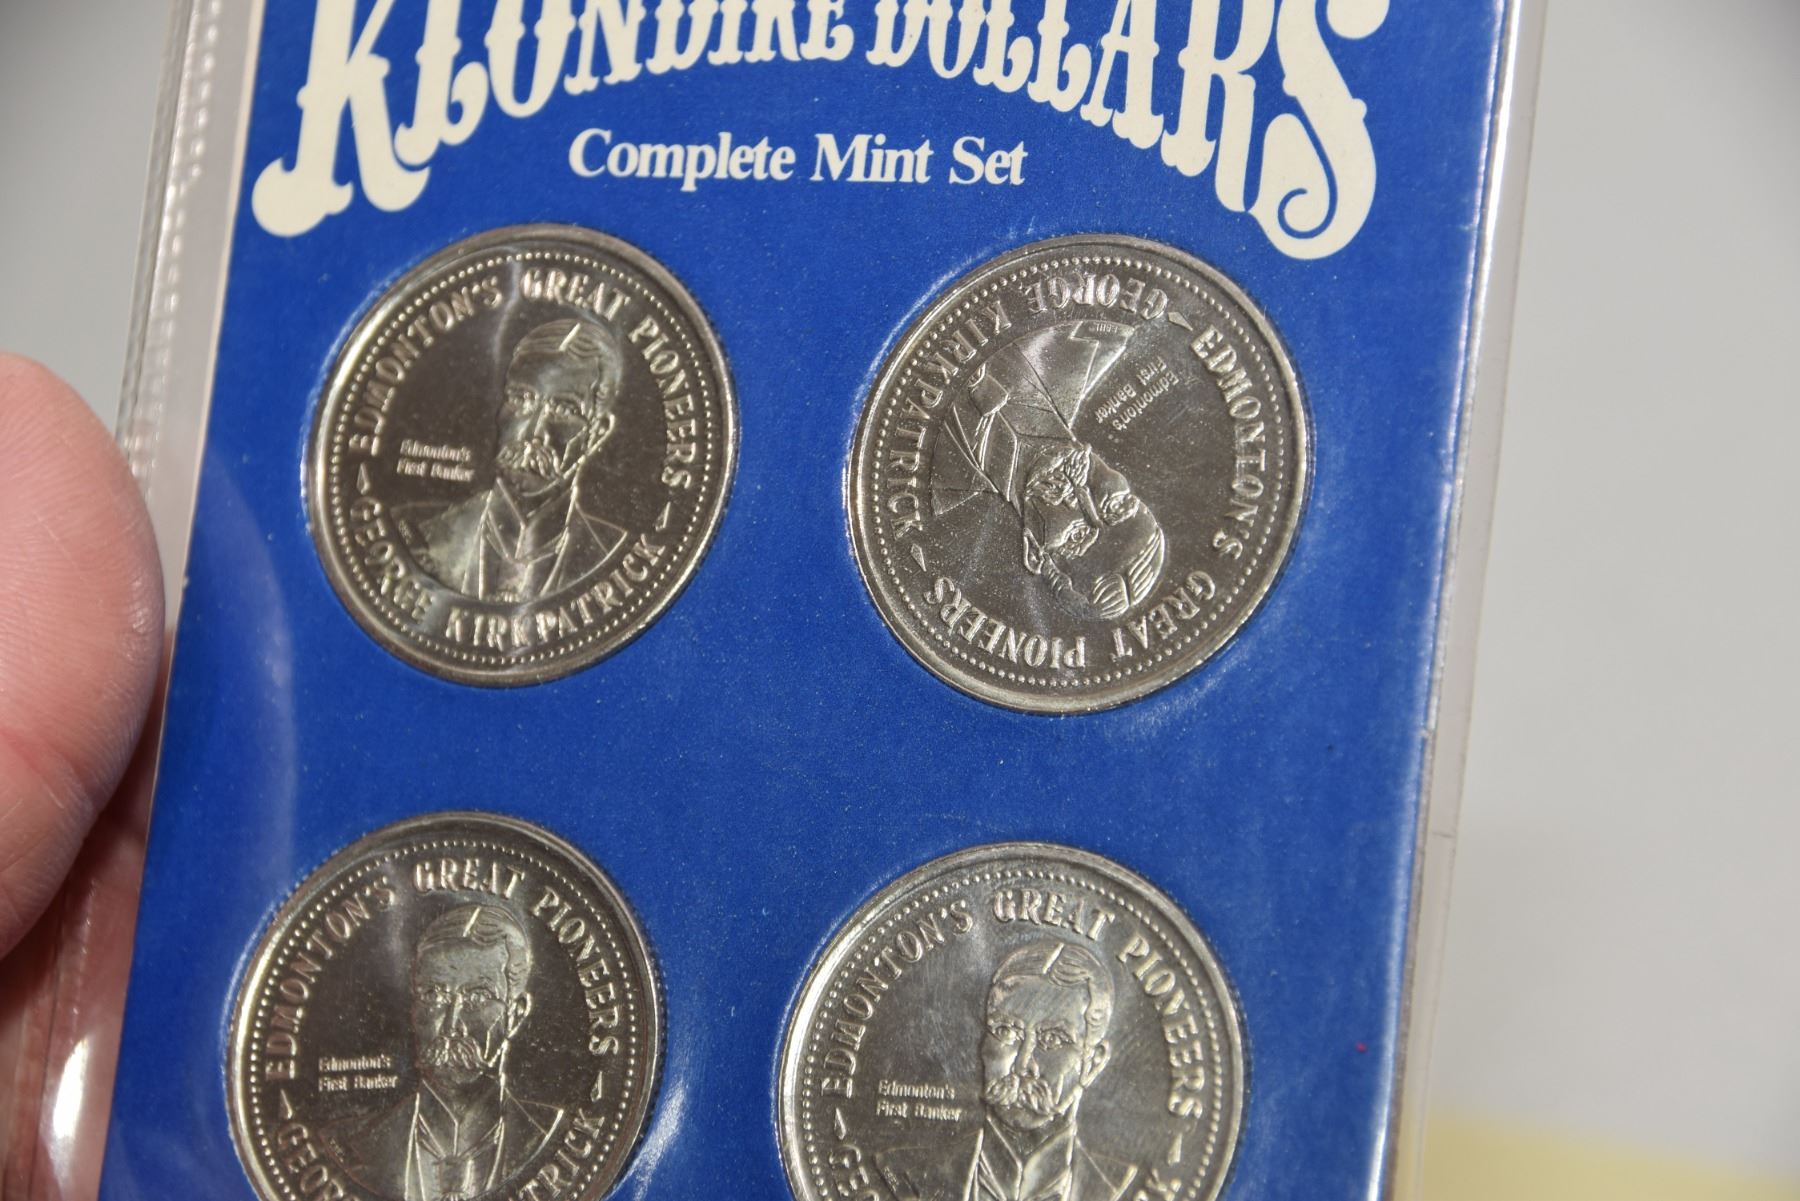 KLONDIKE DOLLARS
Complete Mint Set
EDMONTON'S GREAT PIONEERS
Edmonton's
First Banker
GEORGE KIRKPATRICK
EDMONTON'S GREAT PIONEERS
Edmonton's
First Banker
GEORGE KIRKPATRICK
EDMONTON'S GREAT PIONEERS
Edmonton's
First Banker
EDMONTON'S GREAT PIONEERS
Edmonton's
First Banker